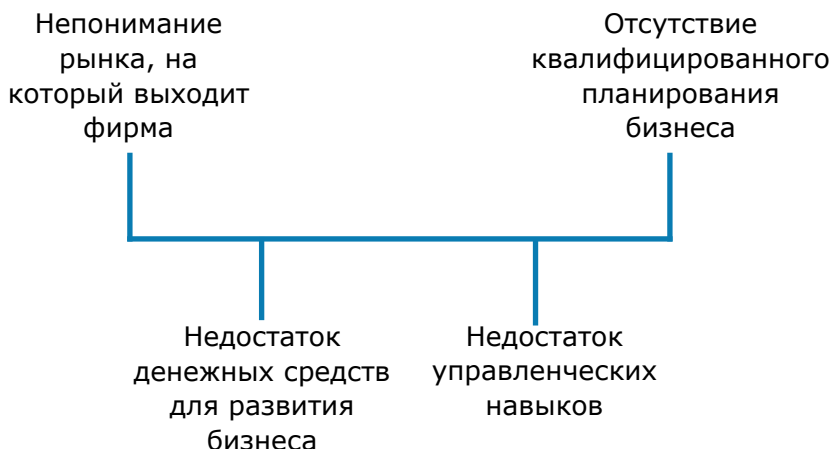 Непонимание
рынка, на
который выходит
фирма
Отсутствие
квалифицированного
планирования
бизнеса
Недостаток
денежных средств
для развития
бизнеса
Недостаток
управленческих
навыков